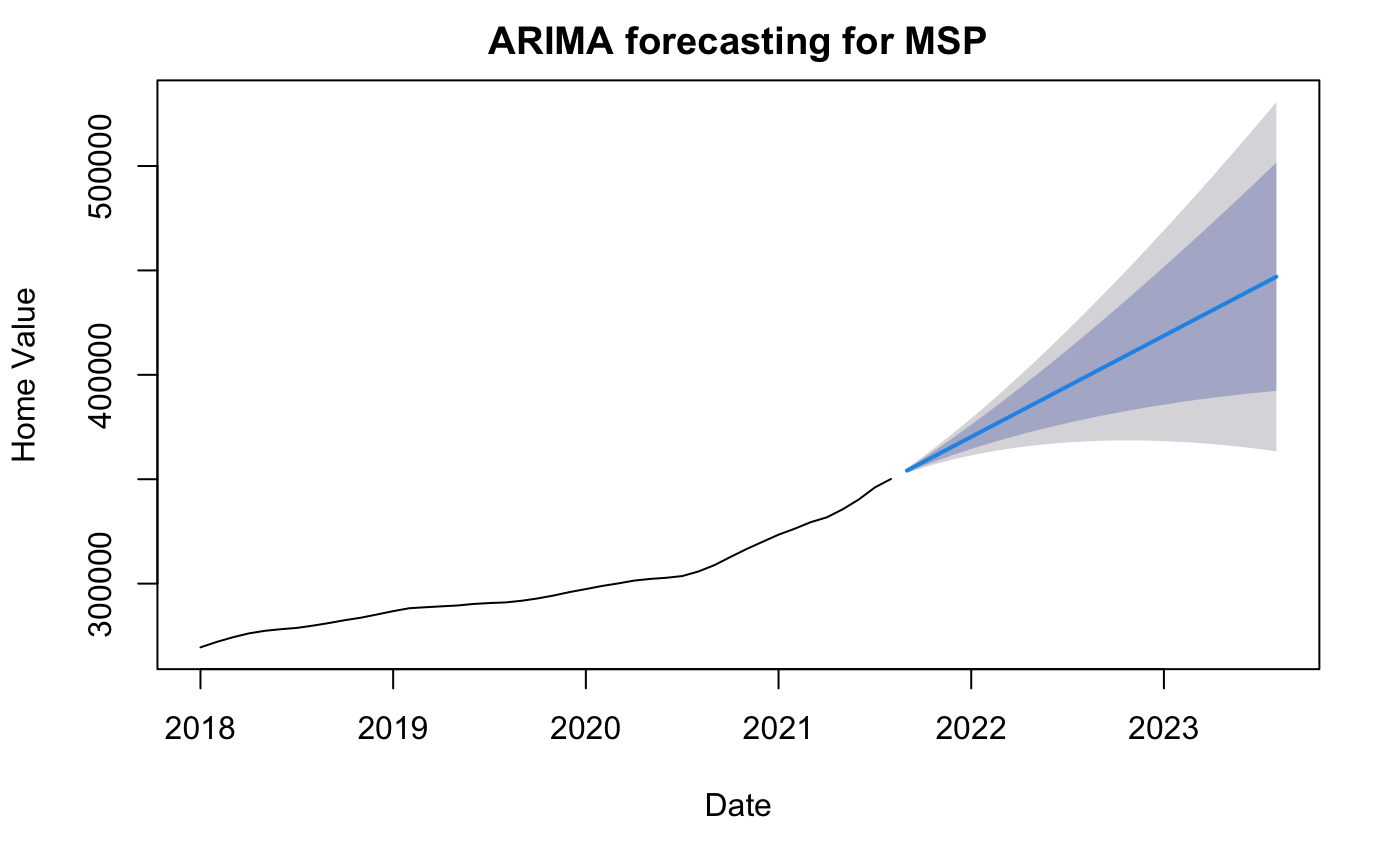 ARIMA forecasting for MSP
Home Value
500000
400000
300000
2018 2019 2020 2021 2022 2023
Date